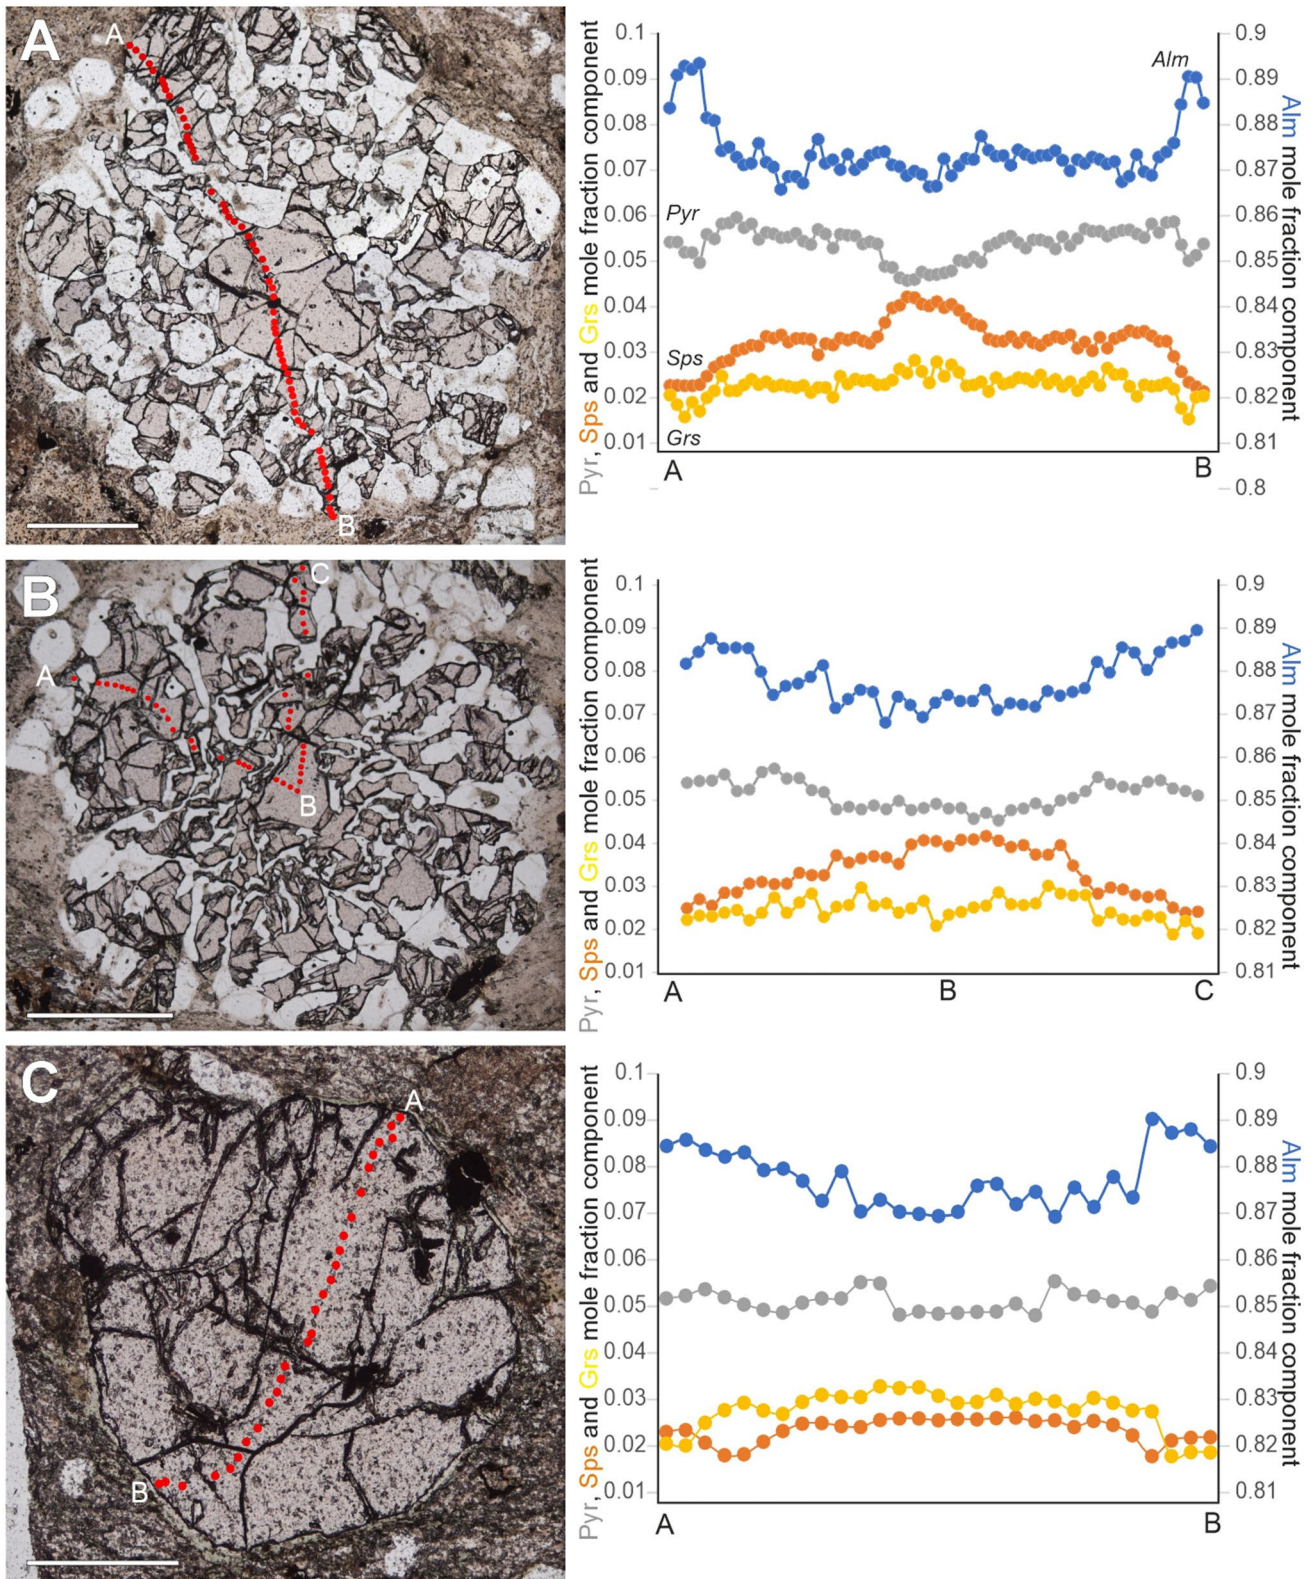 A
A
B
Pyr, Sps and Grs mole fraction component
0.1
0.09
0.08
0.07
0.06
0.05
0.04
0.03
0.02
0.01
Alm
Pyr
Sps
Grs
A
B
0.9
0.89
0.88
0.87
0.86
0.85
0.84
0.83
0.82
0.81
0.8
Alm mole fraction component
B
A
B
C
Pyr, Sps and Grs mole fraction component
0.1
0.09
0.08
0.07
0.06
0.05
0.04
0.03
0.02
0.01
A
B
C
0.9
0.89
0.88
0.87
0.86
0.85
0.84
0.83
0.82
0.81
Alm mole fraction component
C
A
B
Pyr, Sps and Grs mole fraction component
0.1
0.09
0.08
0.07
0.06
0.05
0.04
0.03
0.02
0.01
A
B
0.9
0.89
0.88
0.87
0.86
0.85
0.84
0.83
0.82
0.81
Alm mole fraction component